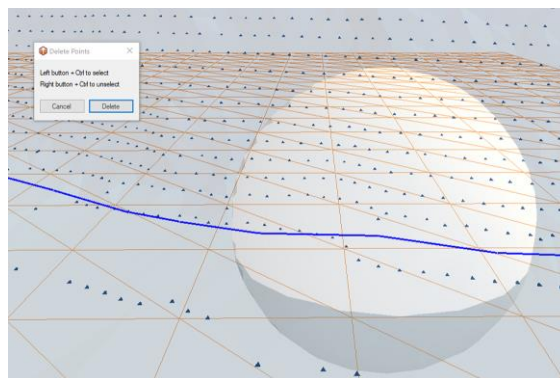 Delete Points
Left button + Ctrl to select
Right button + Ctrl to unselect
Cancel
Delete